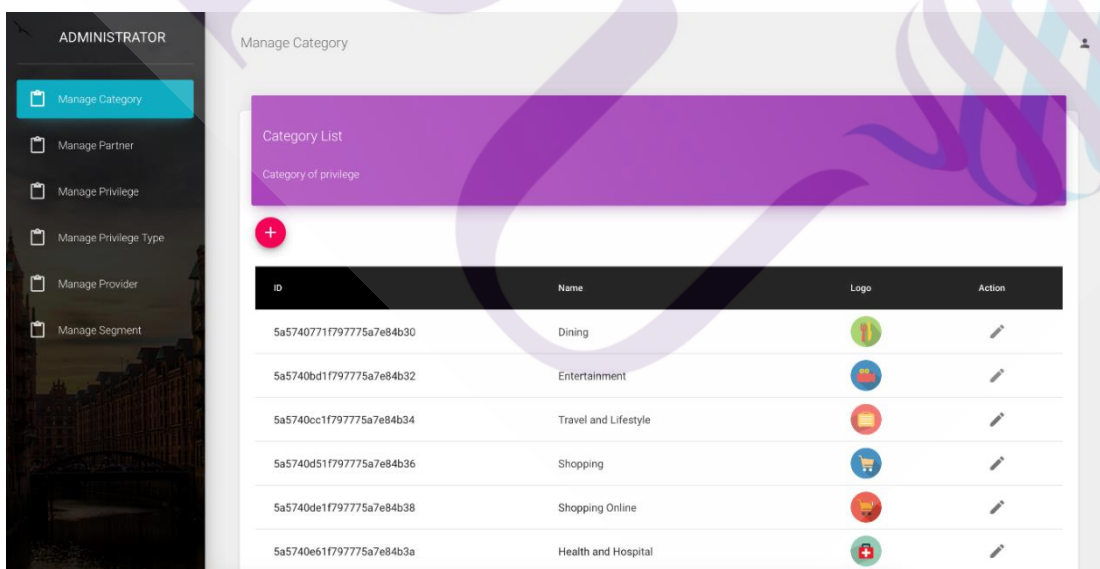 ADMINISTRATOR
Manage Category
Manage Partner
Manage Privilege
Manage Privilege Type
Manage Provider
Manage Segment
Manage Category
Category List
Category of privilege
+
ID Name Logo Action
5a5740771f797775a7e84b30 Dining
5a5740bd1f797775a7e84b32 Entertainment
5a5740cc1f797775a7e84b34 Travel and Lifestyle
5a5740d51f797775a7e84b36 Shopping
5a5740de1f797775a7e84b38 Shopping Online
5a5740e61f797775a7e84b3a Health and Hospital